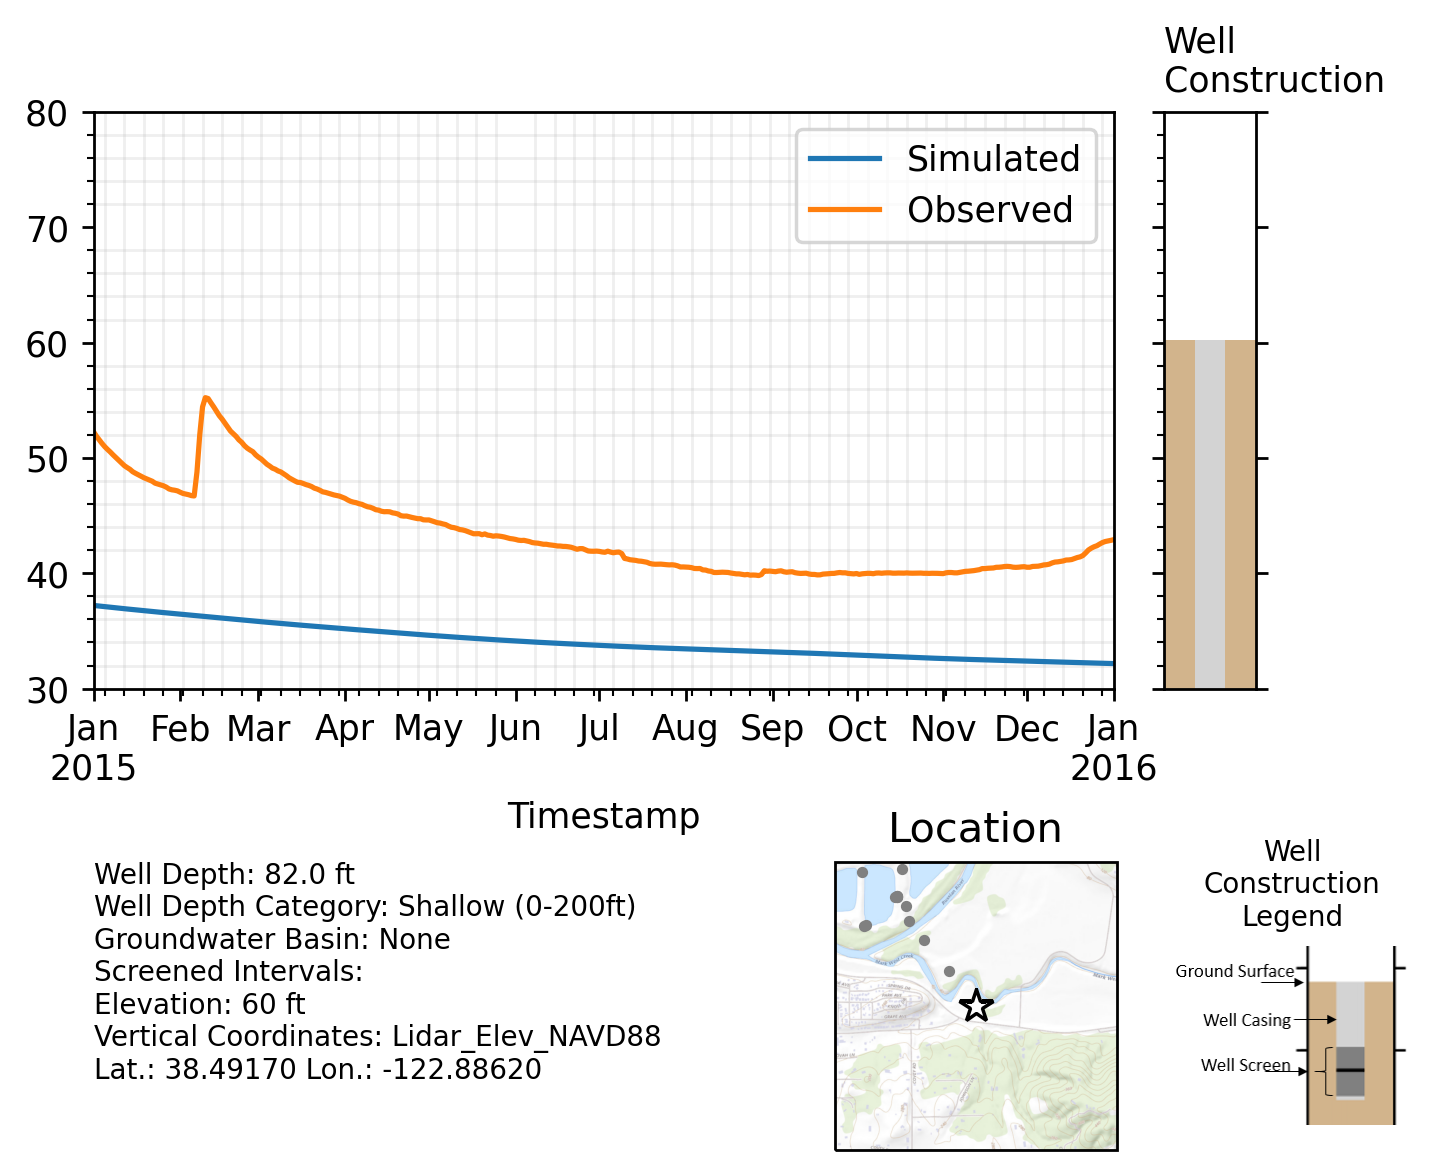 Well
Construction
80
70
60
50
40
30
Simulated
Observed
Jan Feb Mar Apr May Jun Jul Aug Sep Oct Nov Dec Jan
2015 2016
Timestamp
Well Depth: 82.0 ft
Well Depth Category: Shallow (0-200ft)
Groundwater Basin: None
Screened Intervals:
Elevation: 60 ft
Vertical Coordinates: Lidar_Elev_NAVD88
Lat.: 38.49170 Lon.: -122.88620
Location
Well
Construction
Legend
Ground Surface
Well Casing
Well Screen